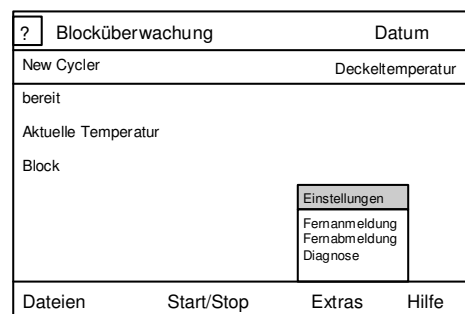 ? Blocküberwachung Datum
New Cycler Deckeltemperatur
bereit
Aktuelle Temperatur
Block
Einstellungen
Fernanmeldung
Fernabmeldung
Diagnose
Dateien Start/Stop Extras Hilfe